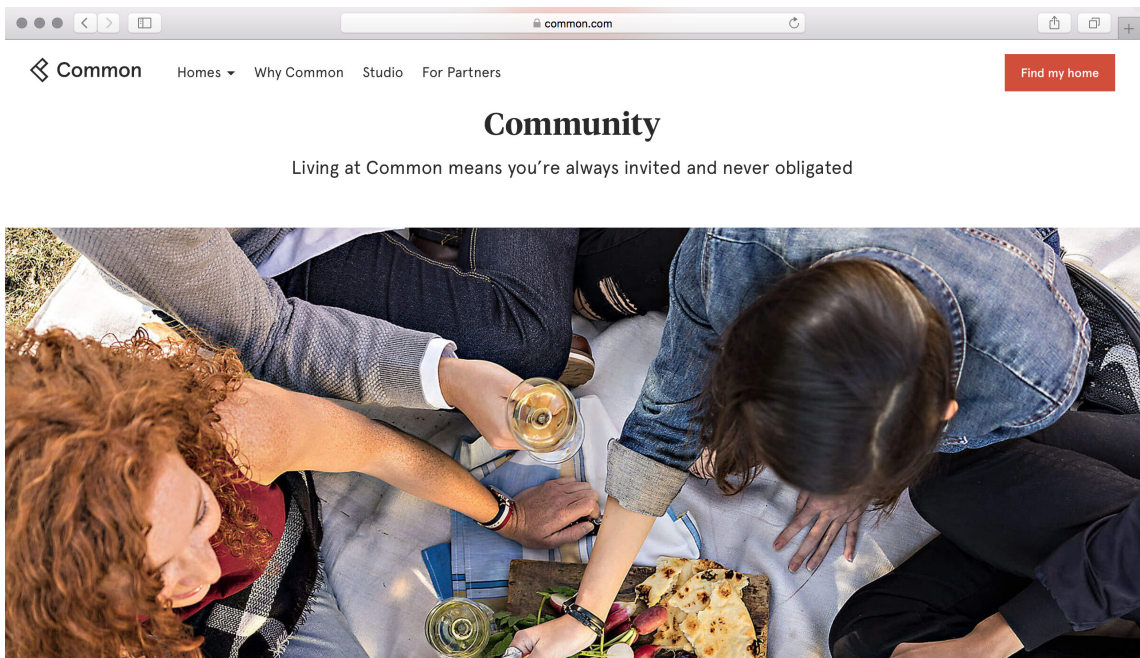 common.com
Common
Homes
Why Common
Studio
For Partners
Find my home
Community
Living at Common means you’re always invited and never obligated